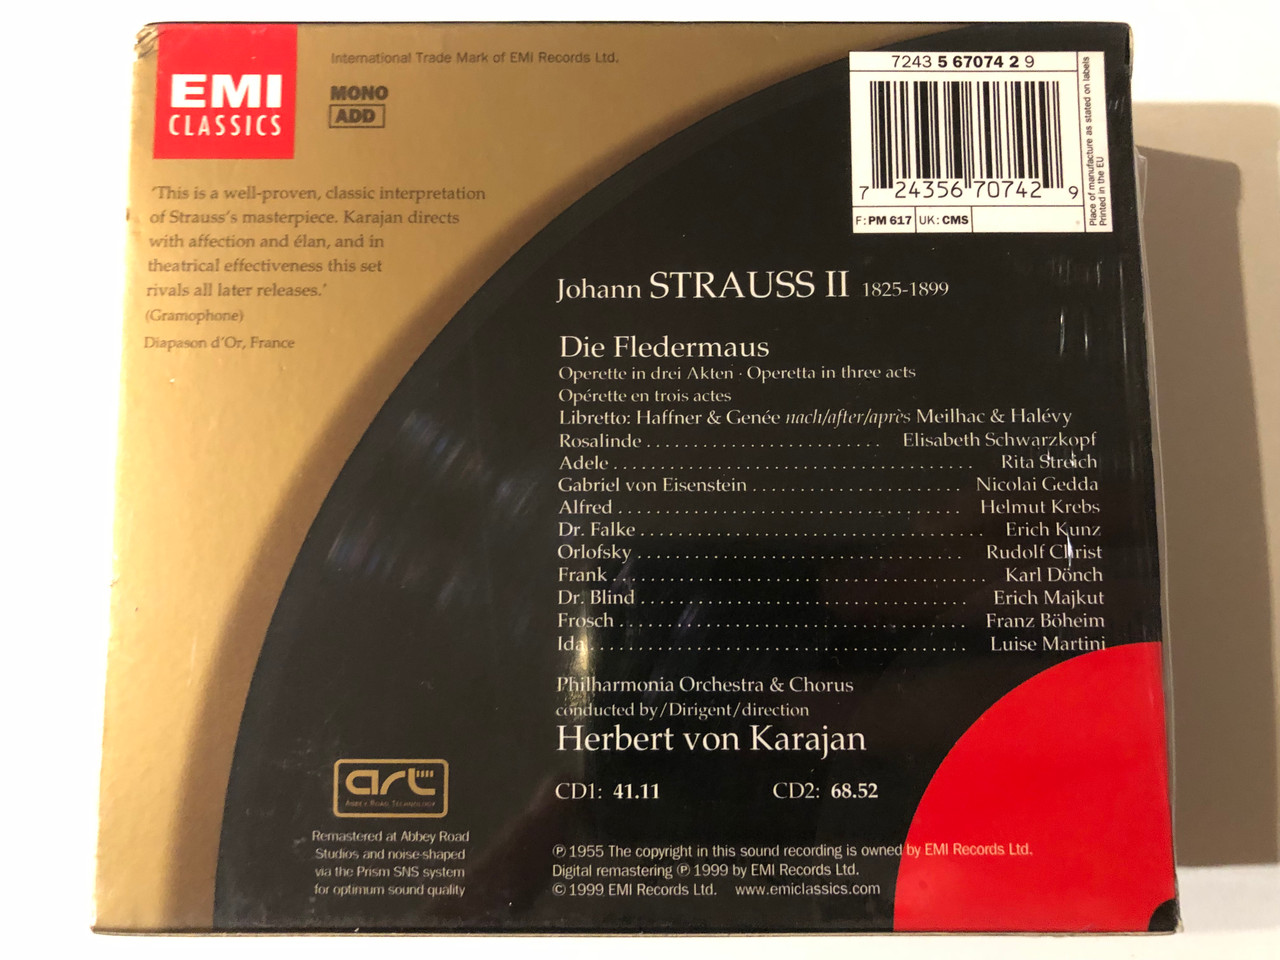 EMI
CLASSICS
International Trade Mark of EMI Records Ltd.
MONO
ADD
'This is a well-proven, classic interpretation
of Strauss's masterpiece. Karajan directs
with affection and élan, and in
theatrical effectiveness this set
rivals all later releases.'
(Gramophone)
Diapason d'Or, France
7243 5 67074 2 9
7 24356 70742 9
F: PM 617 UK: CMS
Place of manufacture as stated on labels
Printed in the EU
Johann STRAUSS II 1825-1899
Die Fledermaus
Operette in drei Akten · Operetta in three acts
Opérette en trois actes
Libretto: Haffner & Genée nach/after/après Meilhac & Halévy
Rosalinde ........................ Elisabeth Schwarzkopf
Adele ..................................... Rita Streich
Gabriel von Eisenstein ..................... Nicolai Gedda
Alfred ..................................... Helmut Krebs
Dr. Falke ..................................... Erich Kunz
Orlofsky ................................... Rudolf Christ
Frank ...................................... Karl Dönch
Dr. Blind ................................... Erich Majkut
Frosch ..................................... Franz Böheim
Ida ....................................... Luise Martini
Philharmonia Orchestra & Chorus
conducted by/Dirigent/direction
Herbert von Karajan
CD1: 41.11 CD2: 68.52
art
ABBEY ROAD TECHNOLOGY
Remastered at Abbey Road
Studios and noise-shaped
via the Prism SNS system
for optimum sound quality
℗ 1955 The copyright in this sound recording is owned by EMI Records Ltd.
Digital remastering ℗ 1999 by EMI Records Ltd.
© 1999 EMI Records Ltd. www.emiclassics.com